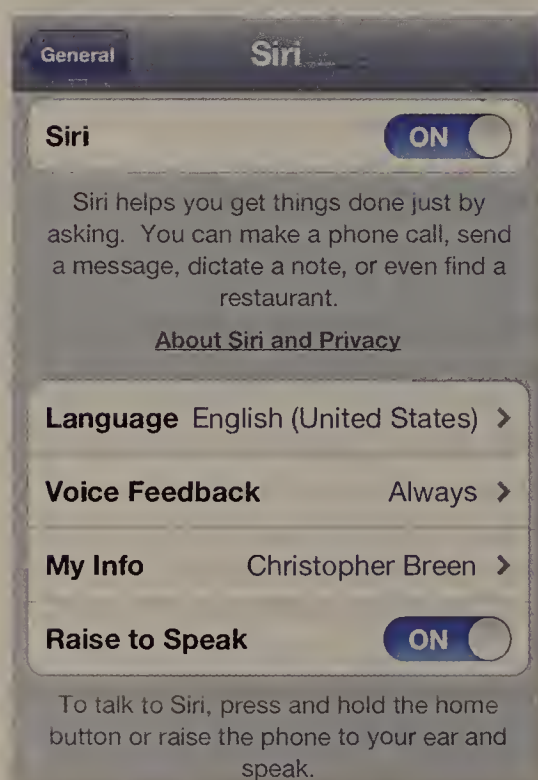 General Siri
Siri ON
Siri helps you get things done just by
asking. You can make a phone call, send
a message, dictate a note, or even find a
restaurant.
About Siri and Privacy
Language English (United States) >
Voice Feedback Always >
My Info Christopher Breen >
Raise to Speak ON
To talk to Siri, press and hold the home
button or raise the phone to your ear and
speak.